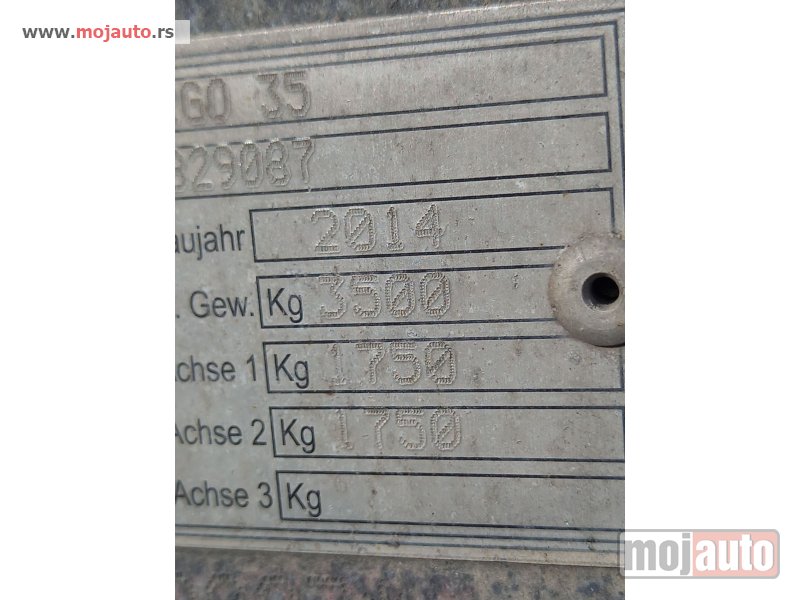 www.mojauto.rs
GO 35
829087
aujahr 2014
. Gew. Kg 3500
chse 1 Kg 1750
Achse 2 Kg 1750
Achse 3 Kg
mojauto